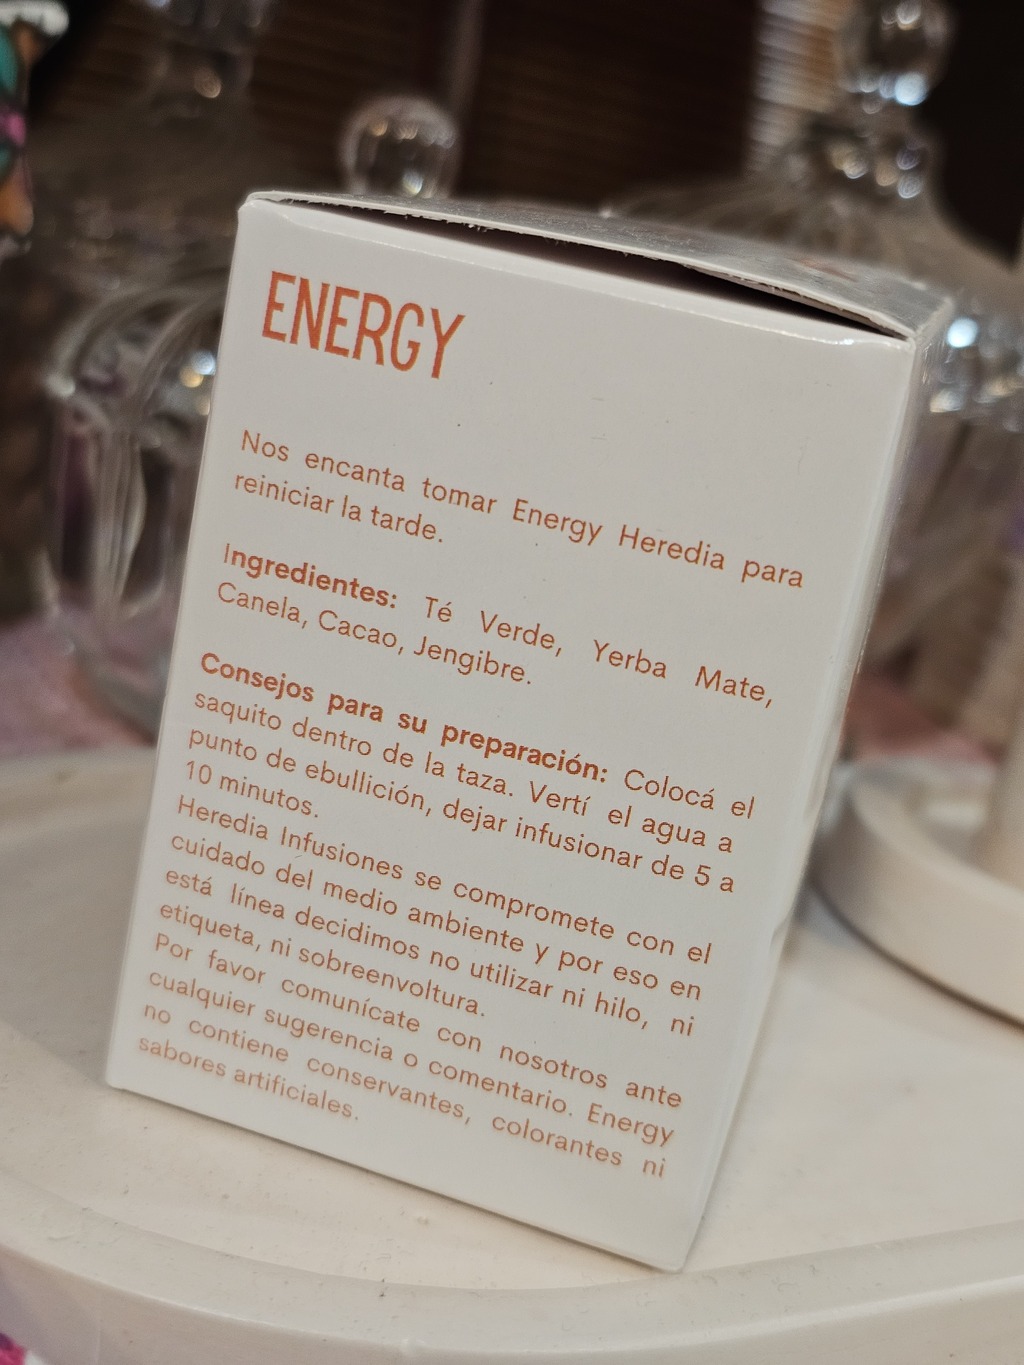 ENERGY
Nos encanta tomar Energy Heredia para
reiniciar la tarde.
Ingredientes: Té Verde, Yerba Mate,
Canela, Cacao, Jengibre.
Consejos para su preparación: Colocá el
saquito dentro de la taza. Vertí el agua a
punto de ebullición, dejar infusionar de 5 a
10 minutos.
Heredia Infusiones se compromete con el
cuidado del medio ambiente y por eso en
está línea decidimos no utilizar ni hilo, ni
etiqueta, ni sobreenvoltura.
Por favor comunícate con nosotros ante
cualquier sugerencia o comentario. Energy
no contiene conservantes, colorantes ni
sabores artificiales.